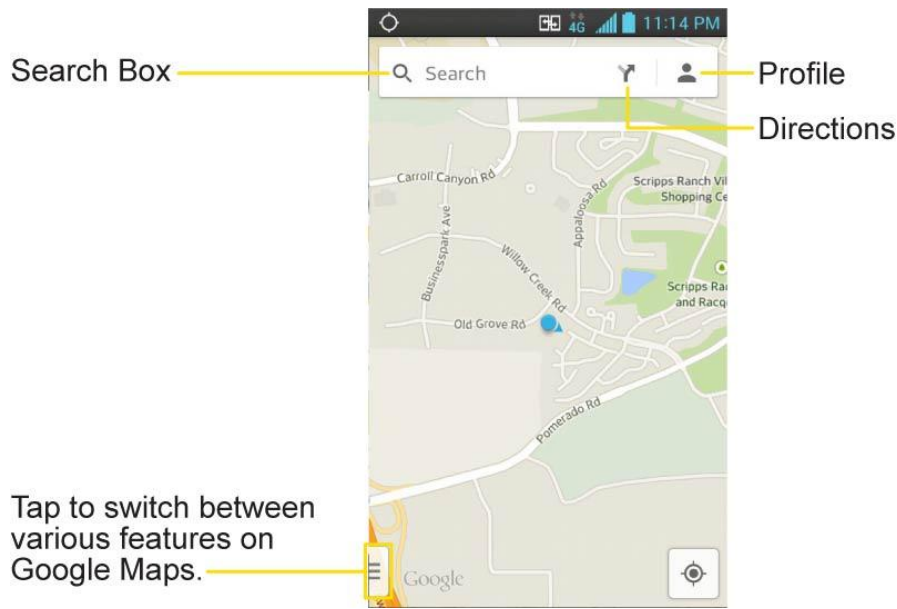 4G 11:14 PM
Search Box
Search
Profile
Directions
Carroll Canyon Rd
Scripps Ranch Vil
Shopping Ce
Appaloosa Rd
Businesspark Ave
Willow Creek Rd
Scripps Ra
and Racq
Old Grove Rd
Pomerado Rd
Tap to switch between
various features on
Google Maps.
Google